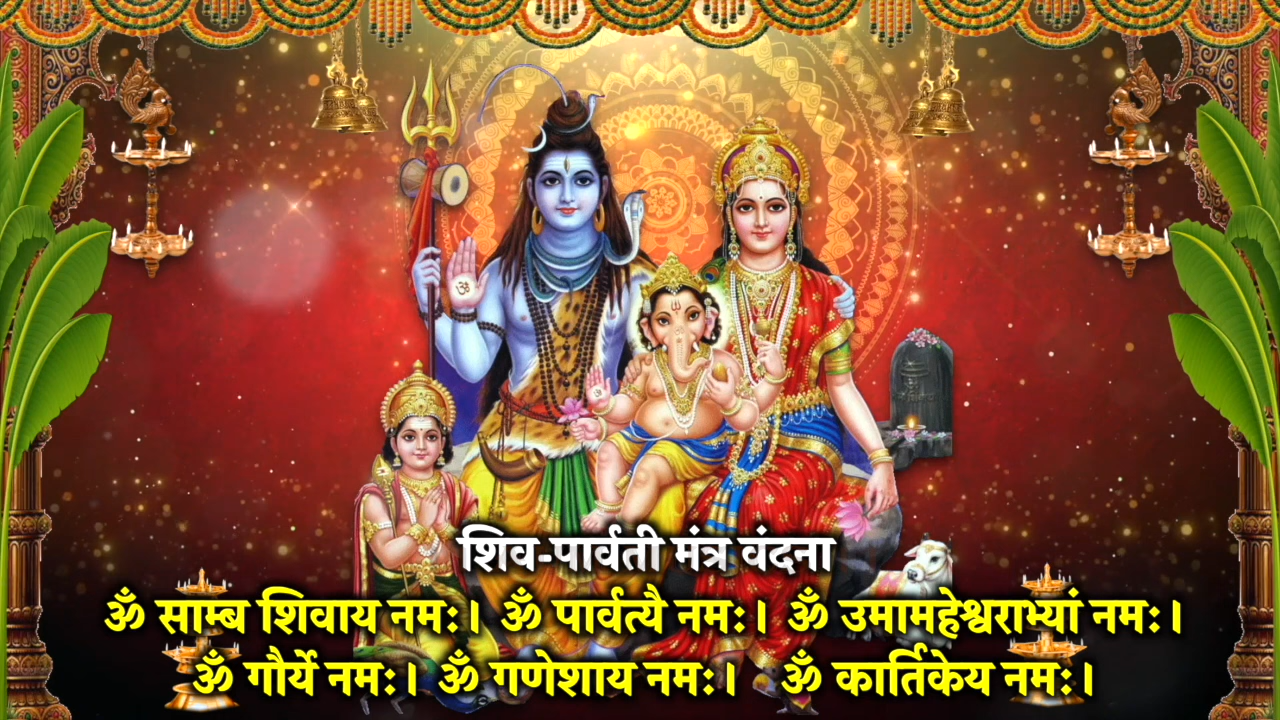 शिव-पार्वती मंत्र वंदना
ॐ साम्ब शिवाय नमः। ॐ पार्वत्यै नमः। ॐ उमामहेश्वराभ्यां नमः।
ॐ गौर्ये नमः। ॐ गणेशाय नमः। ॐ कार्तिकेय नमः।